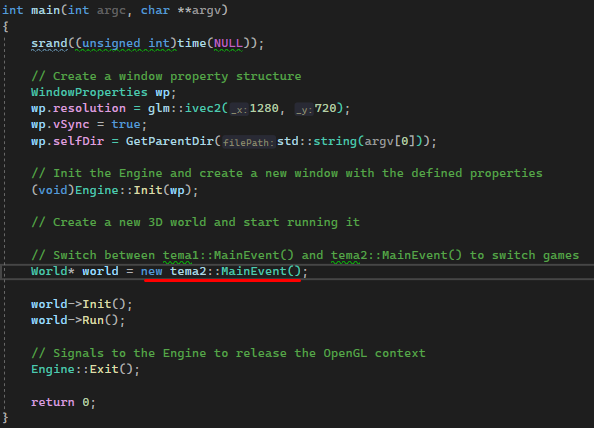 int main(int argc, char **argv)
{
    srand((unsigned int)time(NULL));
    // Create a window property structure
    WindowProperties wp;
    wp.resolution = glm::ivec2(_x:1280, _y:720);
    wp.vSync = true;
    wp.selfDir = GetParentDir(filePath:std::string(argv[0]));
    // Init the Engine and create a new window with the defined properties
    (void)Engine::Init(wp);
    // Create a new 3D world and start running it
    // Switch between tema1::MainEvent() and tema2::MainEvent() to switch games
    World* world = new tema2::MainEvent();
    world->Init();
    world->Run();
    // Signals to the Engine to release the OpenGL context
    Engine::Exit();
    return 0;
}